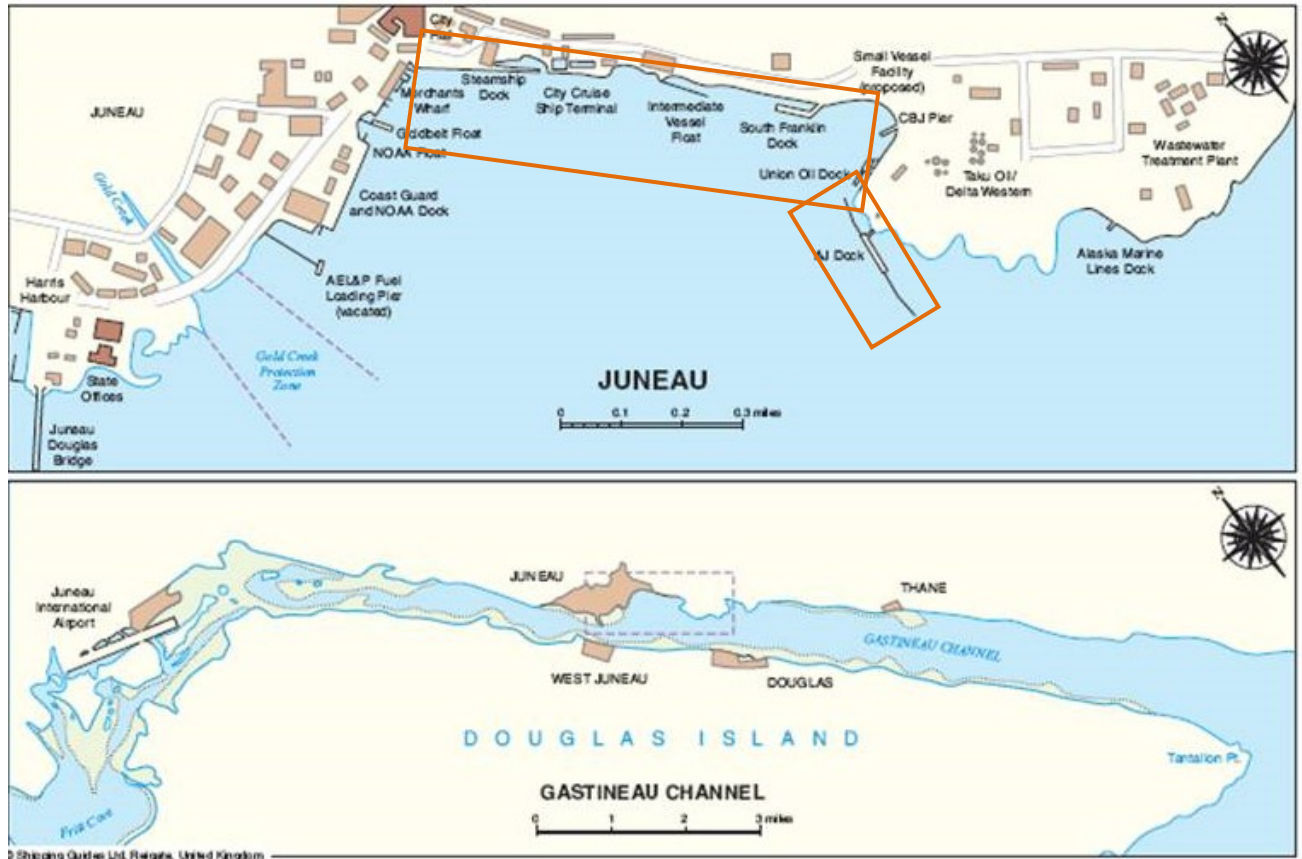 City
Hall
N
JUNEAU
Merchants
Wharf
Steamship
Dock
City Cruise
Ship Terminal
Intermediate
Vessel
Float
Small Vessel
Facility
(proposed)
South Franklin
Dock
CBJ Pier
Goldbelt Float
NOAA Float
Union Oil Dock
Taku Oil/
Delta Western
Wastewater
Treatment Plant
Gold Creek
Coast Guard
and NOAA Dock
AJ Dock
Alaska Marine
Lines Dock
Harris
Harbour
AEL&P Fuel
Loading Pier
(vacated)
Gold Creek
Protection
Zone
State
Offices
Juneau
Douglas
Bridge
JUNEAU
0 0.1 0.2 0.3 miles
N
Juneau
International
Airport
JUNEAU
THANE
GASTINEAU CHANNEL
WEST JUNEAU
DOUGLAS
DOUGLAS ISLAND
Tantallon Pt.
GASTINEAU CHANNEL
0 1 2 3 miles
Fritz Cove
© Shipping Guides Ltd, Reigate, United Kingdom